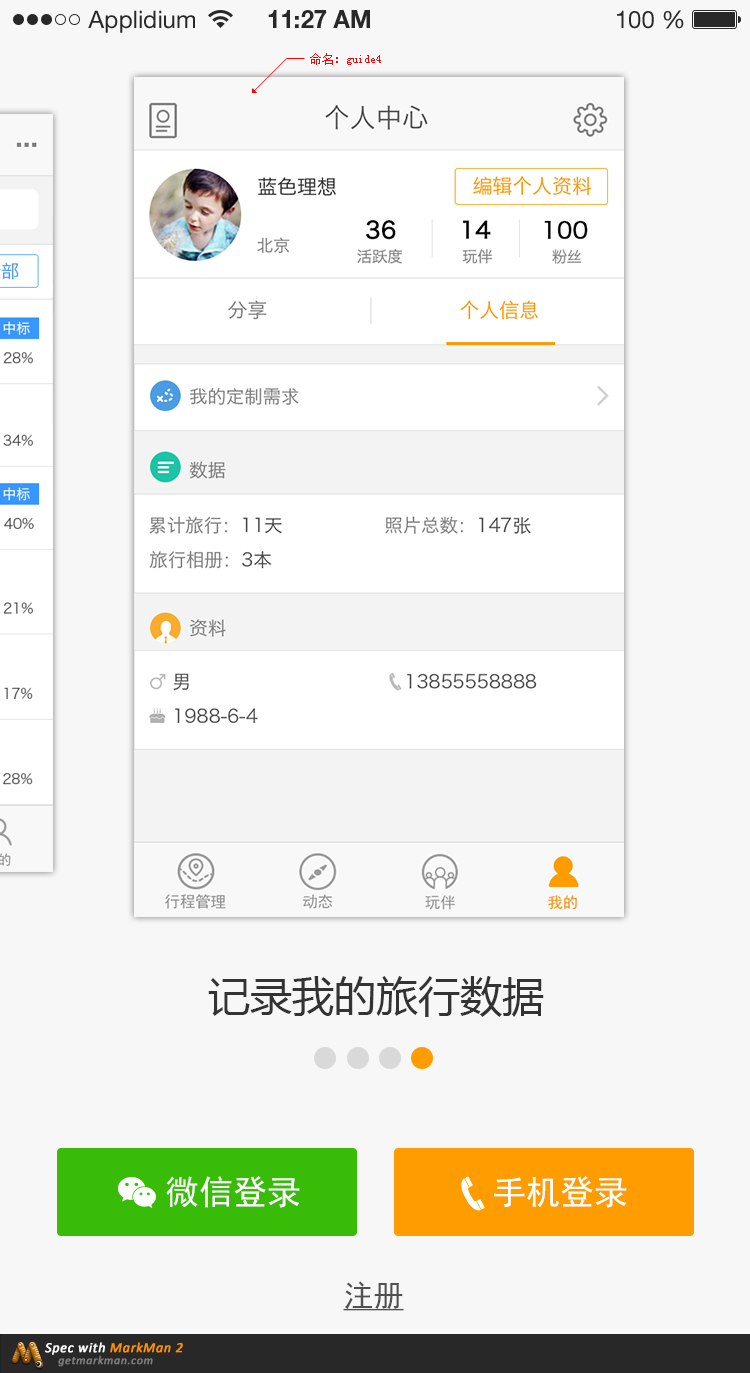 Applidium 11:27 AM 100 %
命名：guide4
个人中心
蓝色理想
编辑个人资料
北京
36
14
100
活跃度
玩伴
粉丝
分享
个人信息
我的定制需求
数据
累计旅行：11天
照片总数：147张
旅行相册：3本
资料
男
13855558888
1988-6-4
行程管理
动态
玩伴
我的
部
中标
28%
34%
中标
40%
21%
17%
28%
的
记录我的旅行数据
微信登录
手机登录
注册
Spec with MarkMan 2
getmarkman.com